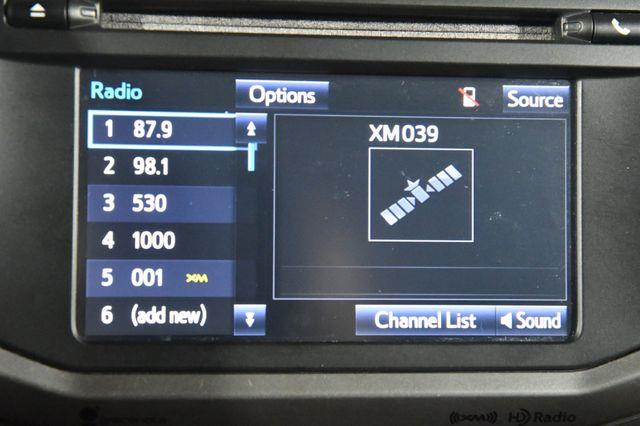 Radio
Options
Source
1 87.9
XM039
2 98.1
3 530
4 1000
5 001 XM
6 (add new)
Channel List
Sound
((XM)) HD Radio